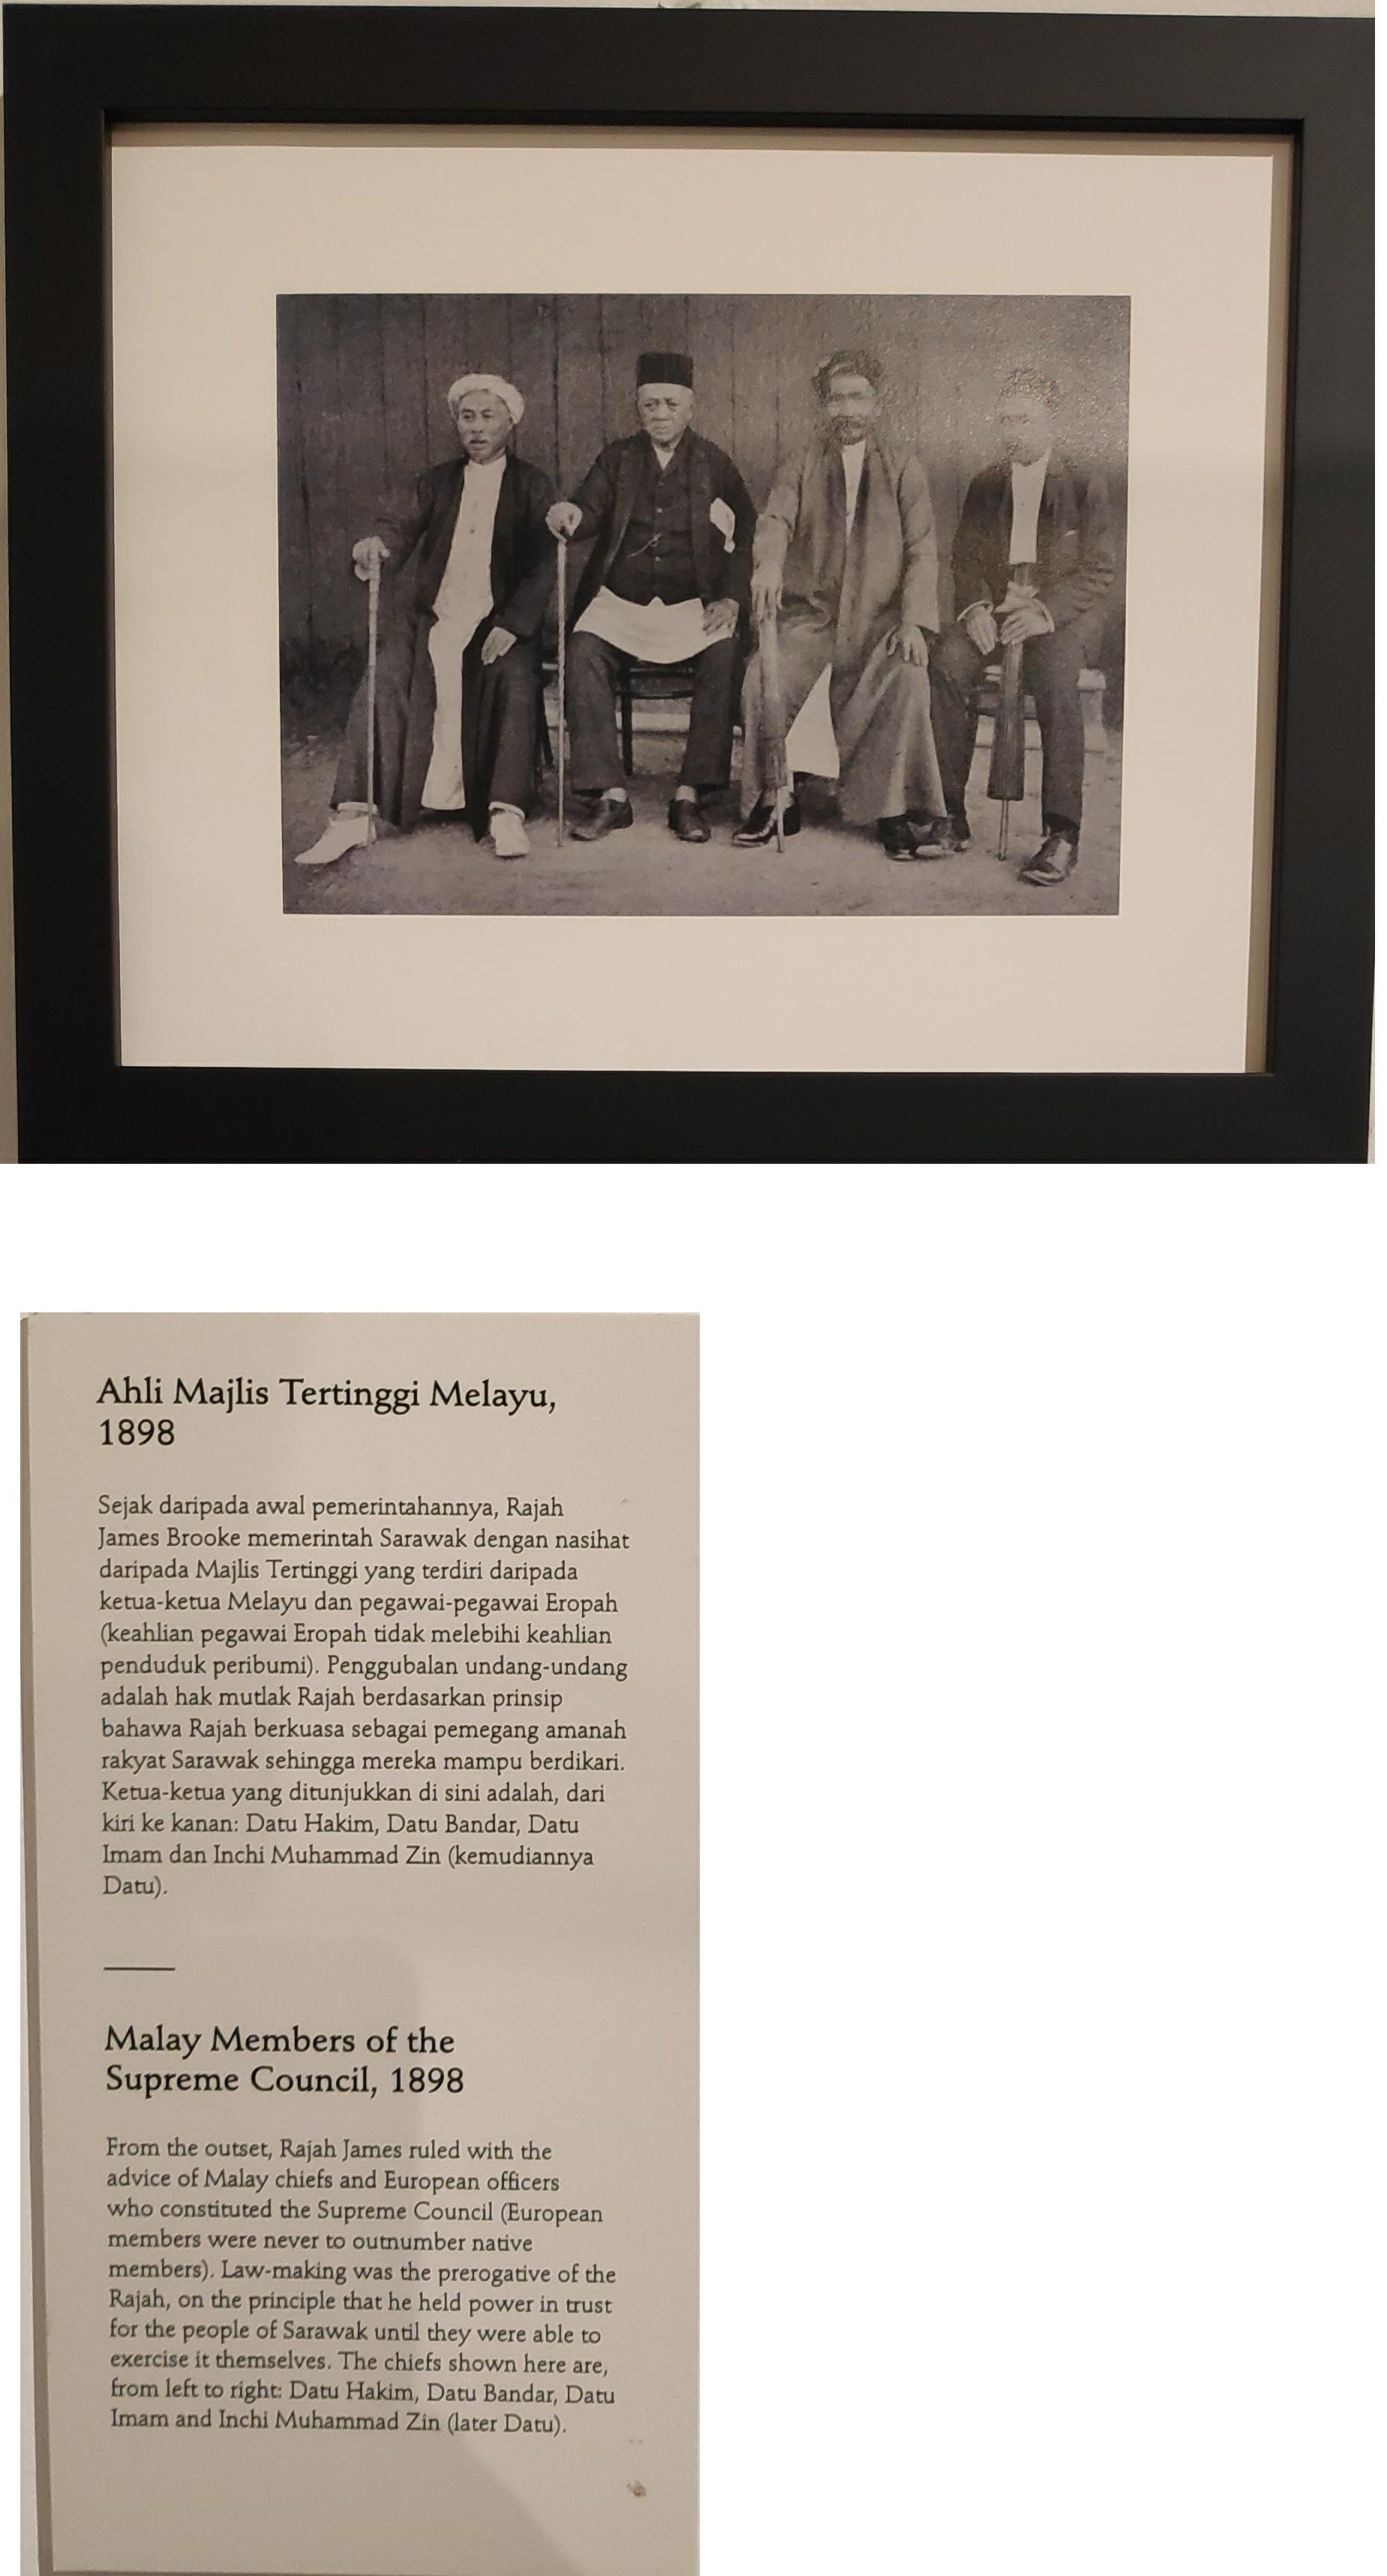 Ahli Majlis Tertinggi Melayu,
1898
Sejak daripada awal pemerintahannya, Rajah
James Brooke memerintah Sarawak dengan nasihat
daripada Majlis Tertinggi yang terdiri daripada
ketua-ketua Melayu dan pegawai-pegawai Eropah
(keahlian pegawai Eropah tidak melebihi keahlian
penduduk peribumi). Penggubalan undang-undang
adalah hak mutlak Rajah berdasarkan prinsip
bahawa Rajah berkuasa sebagai pemegang amanah
rakyat Sarawak sehingga mereka mampu berdikari.
Ketua-ketua yang ditunjukkan di sini adalah, dari
kiri ke kanan: Datu Hakim, Datu Bandar, Datu
Imam dan Inchi Muhammad Zin (kemudiannya
Datu).
Malay Members of the
Supreme Council, 1898
From the outset, Rajah James ruled with the
advice of Malay chiefs and European officers
who constituted the Supreme Council (European
members were never to outnumber native
members). Law-making was the prerogative of the
Rajah, on the principle that he held power in trust
for the people of Sarawak until they were able to
exercise it themselves. The chiefs shown here are,
from left to right: Datu Hakim, Datu Bandar, Datu
Imam and Inchi Muhammad Zin (later Datu).